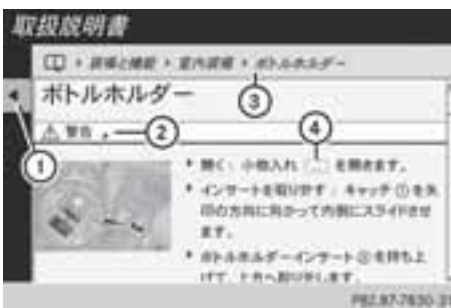 取扱説明書
装備と機能 ▸ 室内装備 ▸ ボトルホルダー
ボトルホルダー
③
警告
②
④
①
開く： 小物入れ を開きます。
インサートを取り外す： キャッチ①を矢
印の方向に向かって内側にスライドさせ
ます。
ボトルホルダーインサート②を持ち上
げて、上方へ取り外します。
P82.87-7830-31